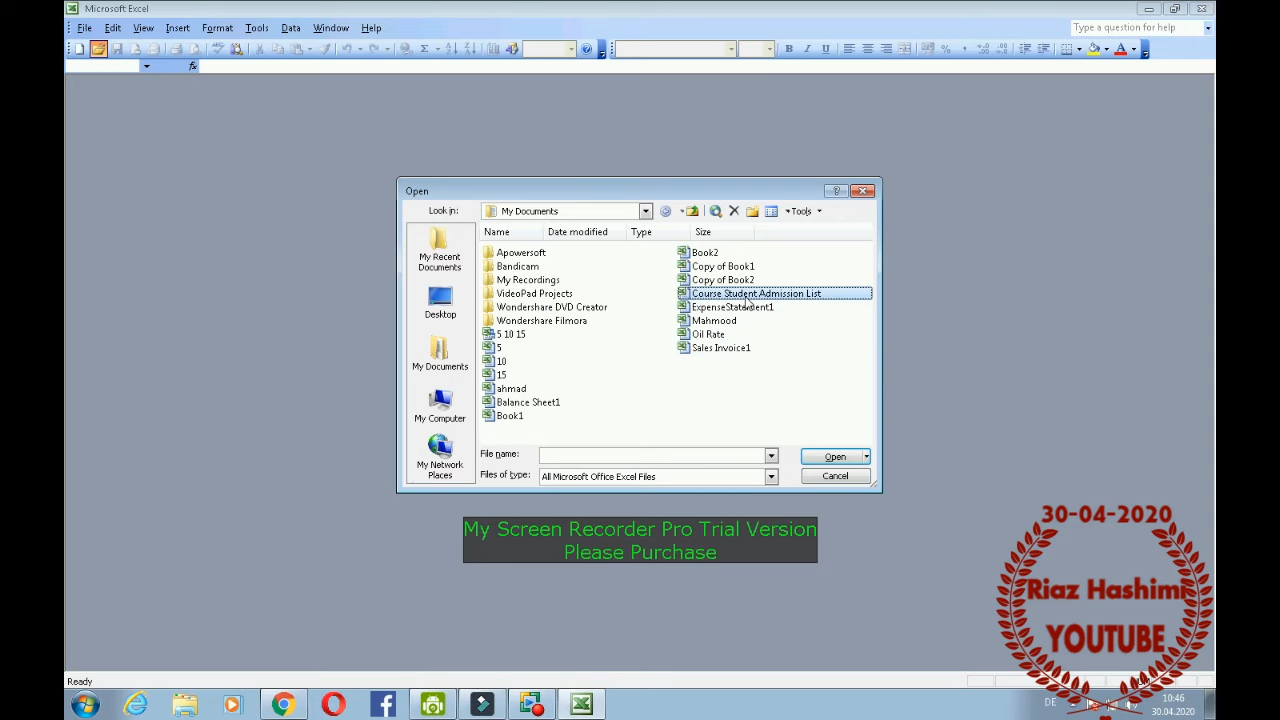 Microsoft Excel
File Edit View Insert Format Tools Data Window Help
Type a question for help
Open
Look in: My Documents Tools
Name Date modified Type Size
My Recent Documents
Desktop
My Documents
My Computer
My Network Places
Apowersoft
Bandicam
My Recordings
VideoPad Projects
Wondershare DVD Creator
Wondershare Filmora
5 10 15
5
10
15
ahmad
Balance Sheet1
Book1
Book2
Copy of Book1
Copy of Book2
Course Student Admission List
ExpenseStatement1
Mahmood
Oil Rate
Sales Invoice1
File name:
Open
Files of type: All Microsoft Office Excel Files
Cancel
My Screen Recorder Pro Trial Version
Please Purchase
30-04-2020
Riaz Hashimi
YOUTUBE
Ready
DE
10:46
30.04.2020